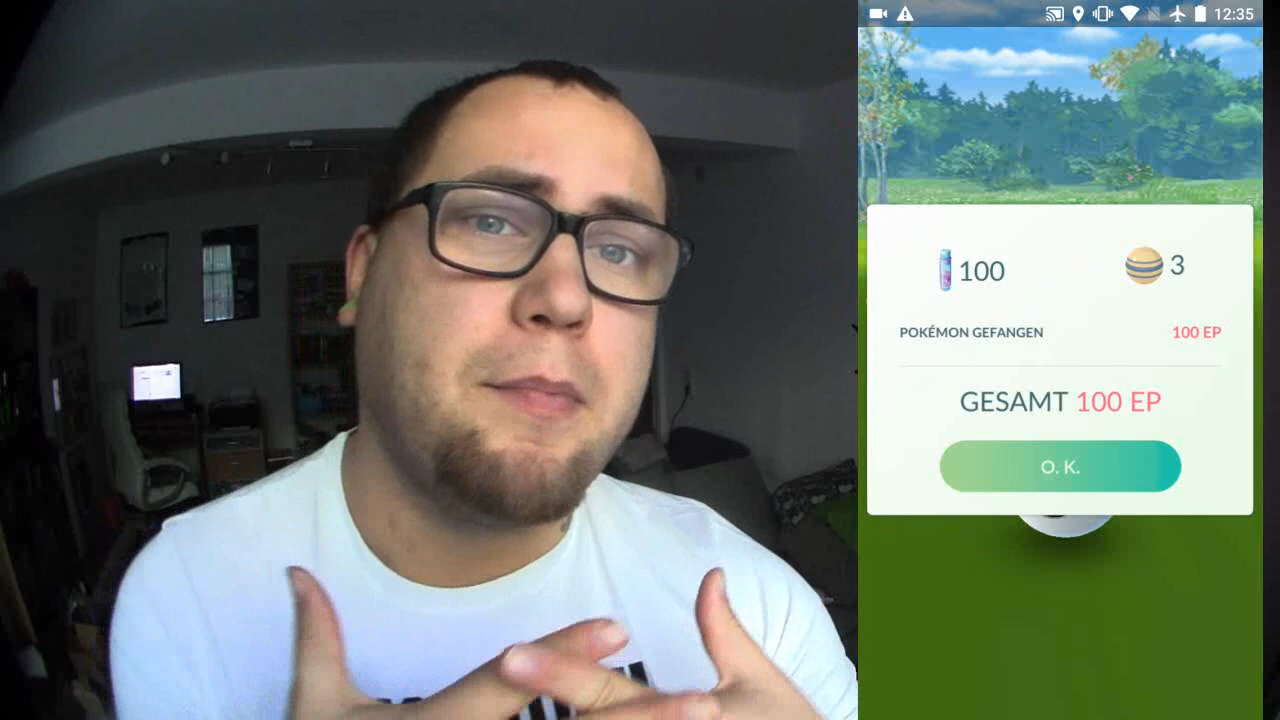 12:35
100
3
POKÉMON GEFANGEN 100 EP
GESAMT 100 EP
O. K.